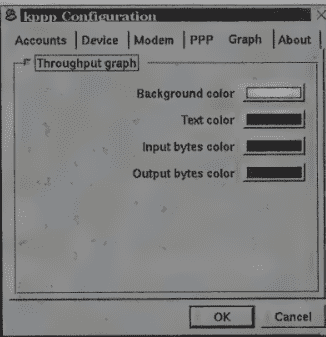 kppp Configuration
Accounts Device Modem PPP Graph About
Throughput graph
Background color
Text color
Input bytes color
Output bytes color
OK Cancel